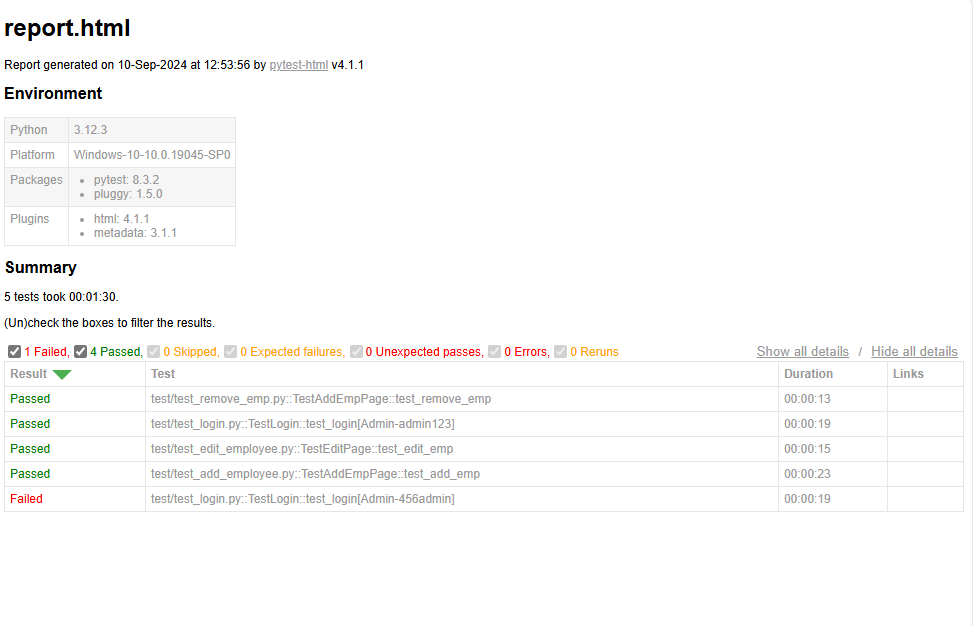 report.html
Report generated on 10-Sep-2024 at 12:53:56 by pytest-html v4.1.1
Environment
Python 3.12.3
Platform Windows-10-10.0.19045-SP0
Packages
pytest: 8.3.2
pluggy: 1.5.0
Plugins
html: 4.1.1
metadata: 3.1.1
Summary
5 tests took 00:01:30.
(Un)check the boxes to filter the results.
1 Failed, 4 Passed, 0 Skipped, 0 Expected failures, 0 Unexpected passes, 0 Errors, 0 Reruns Show all details / Hide all details
Result Test Duration Links
Passed test/test_remove_emp.py::TestAddEmpPage::test_remove_emp 00:00:13
Passed test/test_login.py::TestLogin::test_login[Admin-admin123] 00:00:19
Passed test/test_edit_employee.py::TestEditPage::test_edit_emp 00:00:15
Passed test/test_add_employee.py::TestAddEmpPage::test_add_emp 00:00:23
Failed test/test_login.py::TestLogin::test_login[Admin-456admin] 00:00:19